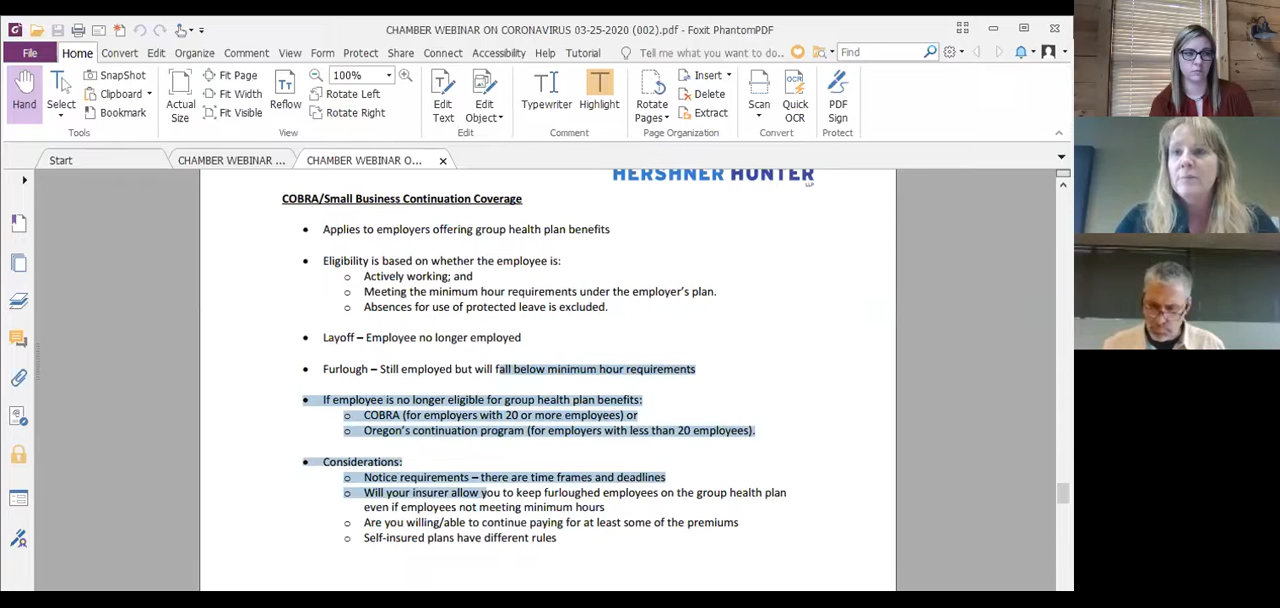 CHAMBER WEBINAR ON CORONAVIRUS 03-25-2020 (002).pdf - Foxit PhantomPDF
File Home Convert Edit Organize Comment View Form Protect Share Connect Accessibility Help Tutorial Tell me what you want to do.. Find
Hand
Select
SnapShot
Clipboard
Bookmark
Tools
Actual Size
Fit Page
Fit Width
Fit Visible
Reflow
100%
Rotate Left
Rotate Right
View
Edit Text
Edit Object
Edit
Typewriter
Highlight
Comment
Rotate Pages
Insert
Delete
Extract
Page Organization
Scan
Quick OCR
Convert
PDF Sign
Protect
Start CHAMBER WEBINAR ... CHAMBER WEBINAR O...
HERSHNER HUNTER
LLP
COBRA/Small Business Continuation Coverage
• Applies to employers offering group health plan benefits
• Eligibility is based on whether the employee is:
o Actively working; and
o Meeting the minimum hour requirements under the employer's plan.
o Absences for use of protected leave is excluded.
• Layoff – Employee no longer employed
• Furlough – Still employed but will fall below minimum hour requirements
• If employee is no longer eligible for group health plan benefits:
o COBRA (for employers with 20 or more employees) or
o Oregon's continuation program (for employers with less than 20 employees).
• Considerations:
o Notice requirements – there are time frames and deadlines
o Will your insurer allow you to keep furloughed employees on the group health plan
even if employees not meeting minimum hours
o Are you willing/able to continue paying for at least some of the premiums
o Self-insured plans have different rules